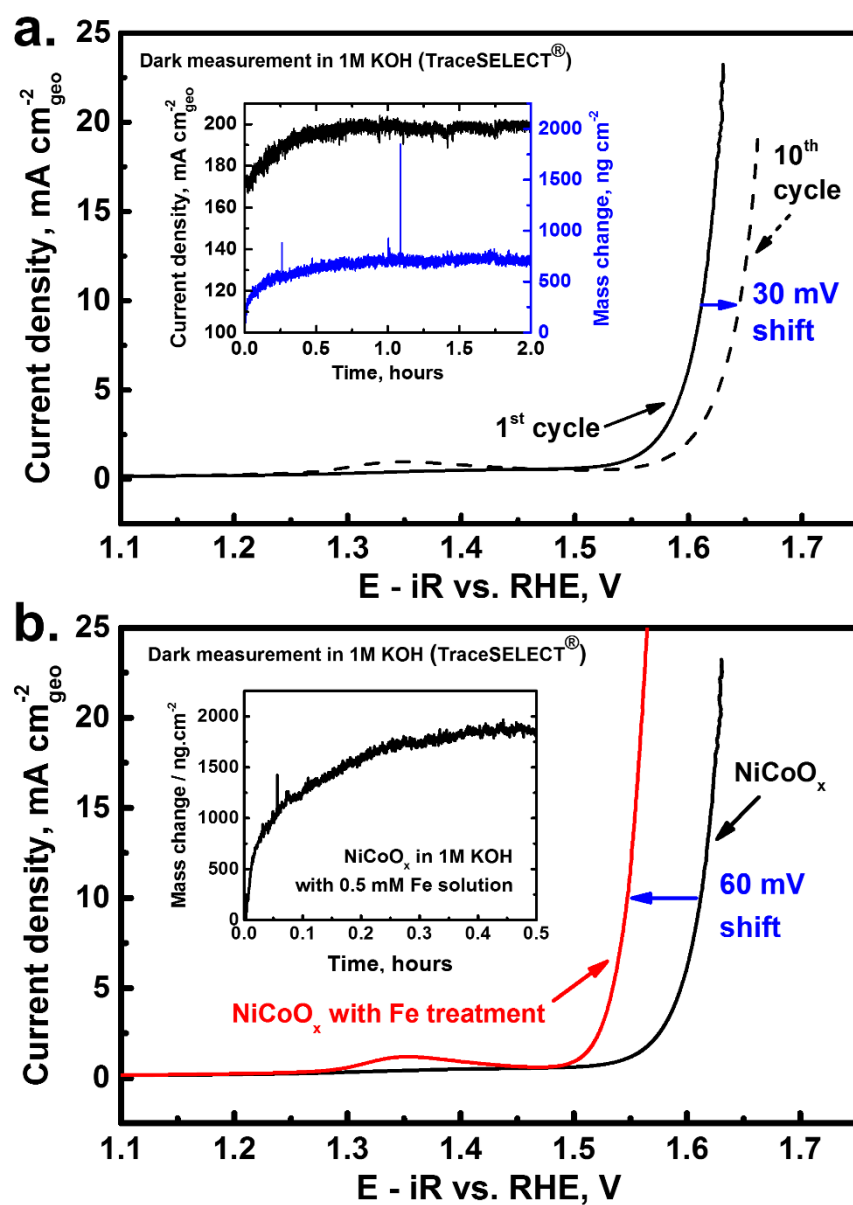 a.
Dark measurement in 1M KOH (TraceSELECT®)
Current density, mA cm⁻²geo
25
20
15
10
5
0
1.1 1.2 1.3 1.4 1.5 1.6 1.7
E - iR vs. RHE, V
Current density, mA cm⁻²geo
200
180
160
140
120
100
Mass change, ng cm⁻²
2000
1500
1000
500
0
0.0 0.5 1.0 1.5 2.0
Time, hours
10th
cycle
30 mV
shift
1st cycle
b.
Dark measurement in 1M KOH (TraceSELECT®)
Current density, mA cm⁻²geo
25
20
15
10
5
0
1.1 1.2 1.3 1.4 1.5 1.6 1.7
E - iR vs. RHE, V
Mass change / ng.cm⁻²
2000
1500
1000
500
0
0.0 0.1 0.2 0.3 0.4 0.5
Time, hours
NiCoOₓ in 1M KOH
with 0.5 mM Fe solution
NiCoOₓ
60 mV
shift
NiCoOₓ with Fe treatment